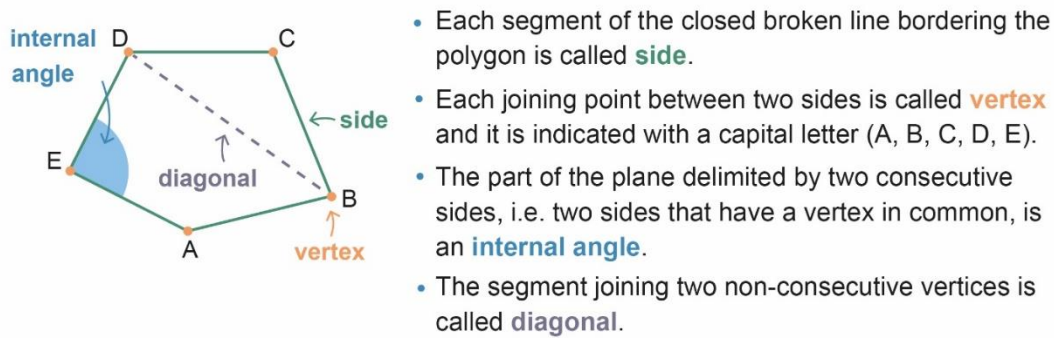 internal
angle
D
C
side
E
diagonal
B
A
vertex
• Each segment of the closed broken line bordering the
polygon is called side.
• Each joining point between two sides is called vertex
and it is indicated with a capital letter (A, B, C, D, E).
• The part of the plane delimited by two consecutive
sides, i.e. two sides that have a vertex in common, is
an internal angle.
• The segment joining two non-consecutive vertices is
called diagonal.